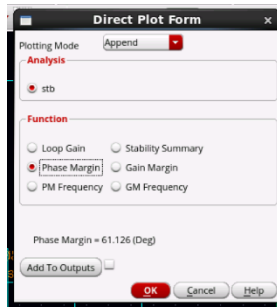 Direct Plot Form
Plotting Mode Append
Analysis
stb
Function
Loop Gain Stability Summary
Phase Margin Gain Margin
PM Frequency GM Frequency
Phase Margin = 61.126 (Deg)
Add To Outputs
OK Cancel Help